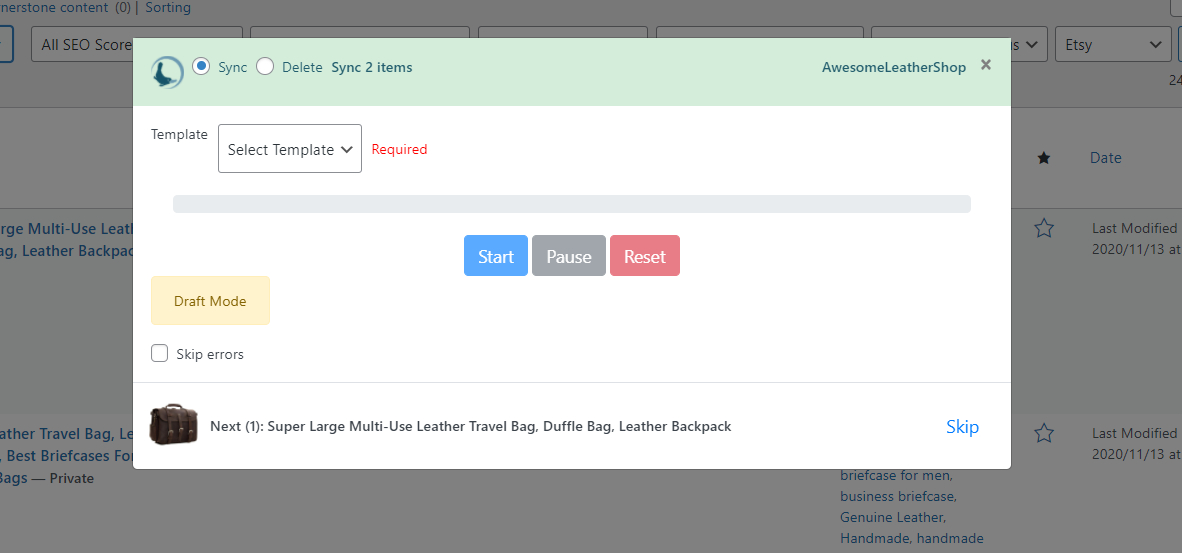 nerstone content (0) | Sorting
All SEO Score
Etsy
Sync Delete Sync 2 items
AwesomeLeatherShop ×
24
Template
Select Template
Required
Date
Start
Pause
Reset
Draft Mode
Skip errors
Next (1): Super Large Multi-Use Leather Travel Bag, Duffle Bag, Leather Backpack
Skip
rge Multi-Use Leat
ag, Leather Backpac
Last Modified
2020/11/13 at
ather Travel Bag, Le
, Best Briefcases Fo
Bags — Private
Last Modified
2020/11/13 at
briefcase for men,
business briefcase,
Genuine Leather,
Handmade, handmade